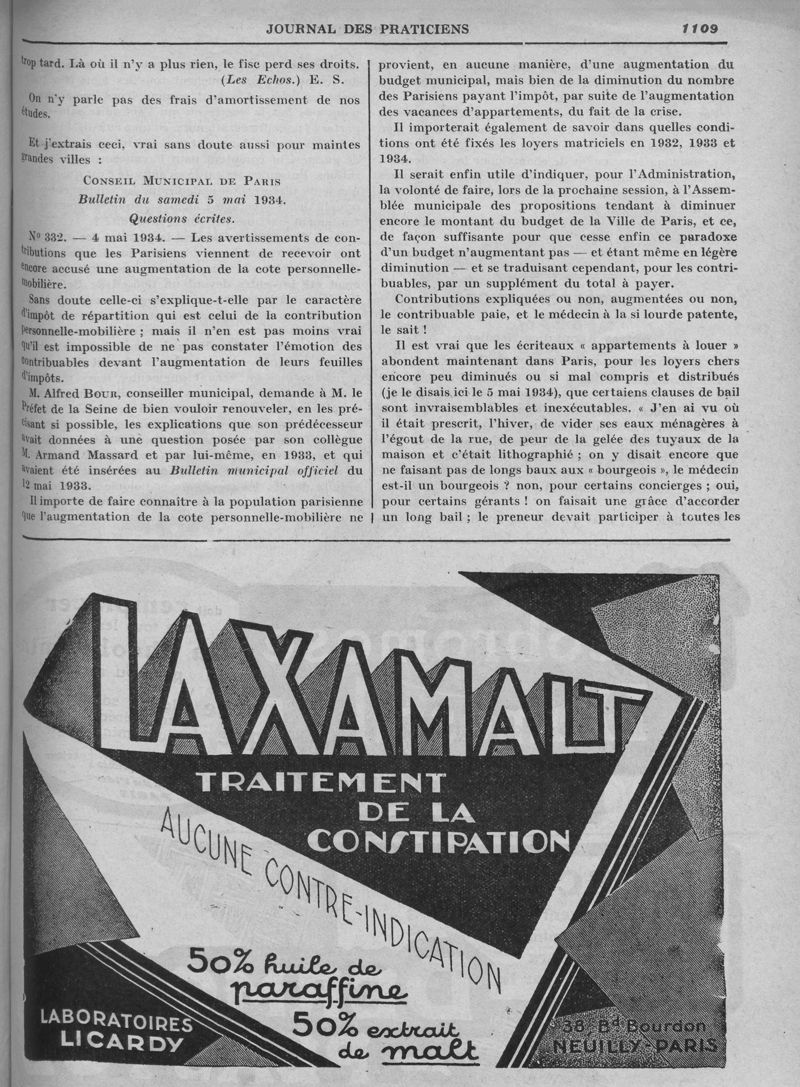 JOURNAL DES PRATICIENS
1109
trop tard. Là où il n'y a plus rien, le fisc perd ses droits.
(Les Echos.) E. S.
On n'y parle pas des frais d'amortissement de nos
études.
Et j'extrais ceci, vrai sans doute aussi pour maintes
grandes villes :
CONSEIL MUNICIPAL DE PARIS
Bulletin du samedi 5 mai 1934.
Questions écrites.
No 332. — 4 mai 1934. — Les avertissements de con-
tributions que les Parisiens viennent de recevoir ont
encore accusé une augmentation de la cote personnelle-
mobilière.
Sans doute celle-ci s'explique-t-elle par le caractère
d'impôt de répartition qui est celui de la contribution
personnelle-mobilière ; mais il n'en est pas moins vrai
qu'il est impossible de ne pas constater l'émotion des
contribuables devant l'augmentation de leurs feuilles
d'impôts.
M. Alfred BOUR, conseiller municipal, demande à M. le
Préfet de la Seine de bien vouloir renouveler, en les pré-
cisant si possible, les explications que son prédécesseur
avait données à une question posée par son collègue
M. Armand Massard et par lui-même, en 1933, et qui
avaient été insérées au Bulletin municipal officiel du
12 mai 1933.
Il importe de faire connaître à la population parisienne
que l'augmentation de la cote personnelle-mobilière ne
provient, en aucune manière, d'une augmentation du
budget municipal, mais bien de la diminution du nombre
des Parisiens payant l'impôt, par suite de l'augmentation
des vacances d'appartements, du fait de la crise.
Il importerait également de savoir dans quelles condi-
tions ont été fixés les loyers matriciels en 1932, 1933 et
1934.
Il serait enfin utile d'indiquer, pour l'Administration,
la volonté de faire, lors de la prochaine session, à l'Assem-
blée municipale des propositions tendant à diminuer
encore le montant du budget de la Ville de Paris, et ce,
de façon suffisante pour que cesse enfin ce paradoxe
d'un budget n'augmentant pas — et étant même en légère
diminution — et se traduisant cependant, pour les contri-
buables, par un supplément du total à payer.
Contributions expliquées ou non, augmentées ou non,
le contribuable paie, et le médecin à la si lourde patente,
le sait !
Il est vrai que les écriteaux « appartements à louer »
abondent maintenant dans Paris, pour les loyers chers
encore peu diminués ou si mal compris et distribués
(je le disais ici le 5 mai 1934), que certaiens clauses de bail
sont invraisemblables et inexécutables. « J'en ai vu où
il était prescrit, l'hiver, de vider ses eaux ménagères à
l'égout de la rue, de peur de la gelée des tuyaux de la
maison et c'était lithographié ; on y disait encore que
ne faisant pas de longs baux aux « bourgeois », le médecin
est-il un bourgeois ? non, pour certains concierges ; oui,
pour certains gérants ! on faisait une grâce d'accorder
un long bail ; le preneur devait participer à toutes les
LAXAMALT
TRAITEMENT
DE LA
CONSTIPATION
AUCUNE CONTRE-INDICATION
50% huile de
paraffine
50% extrait
de malt
LABORATOIRES
LICARDY
38, Bd Bourdon
NEUILLY-PARIS